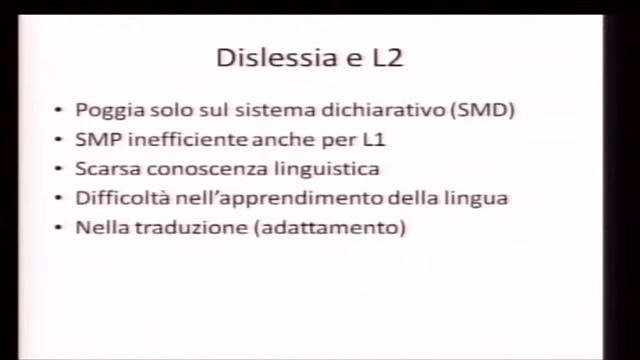 Dislessia e L2
• Poggia solo sul sistema dichiarativo (SMD)
• SMP inefficiente anche per L1
• Scarsa conoscenza linguistica
• Difficoltà nell'apprendimento della lingua
• Nella traduzione (adattamento)